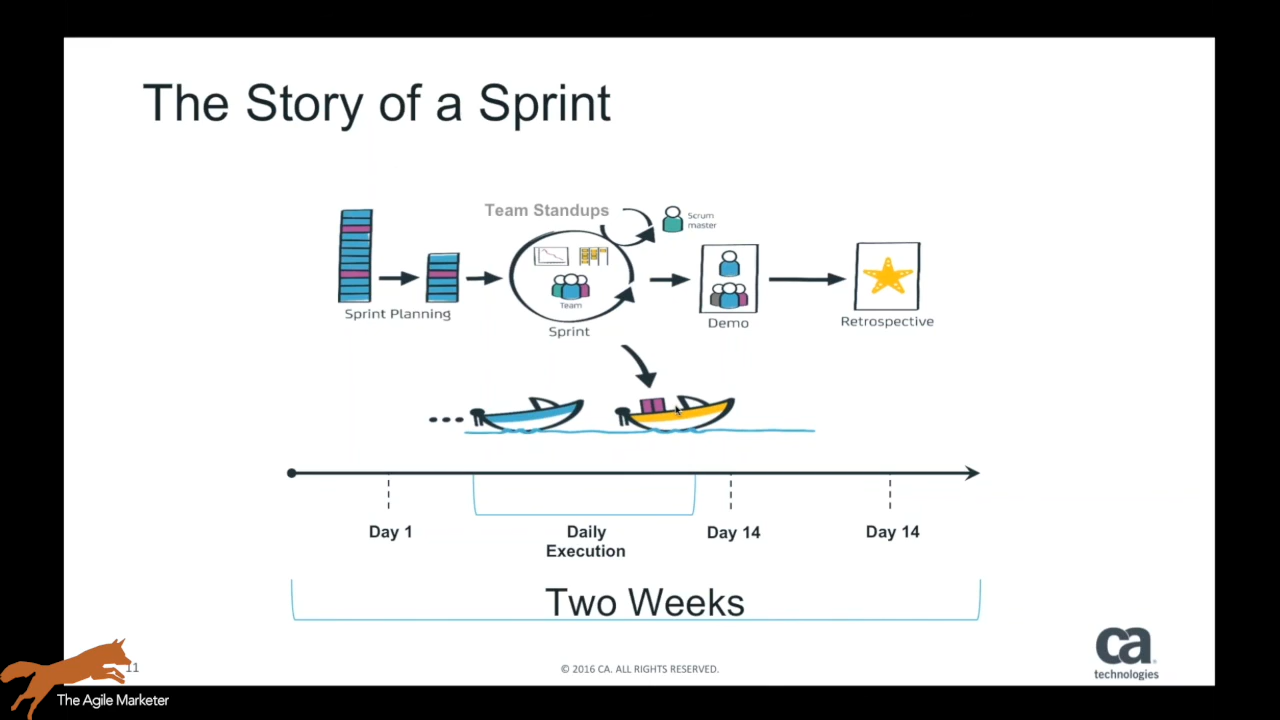 The Story of a Sprint
Team Standups
Scrum
master
Team
Sprint Planning
Sprint
Demo
Retrospective
Day 1
Daily
Execution
Day 14
Day 14
Two Weeks
11
© 2016 CA. ALL RIGHTS RESERVED.
ca
technologies
The Agile Marketer